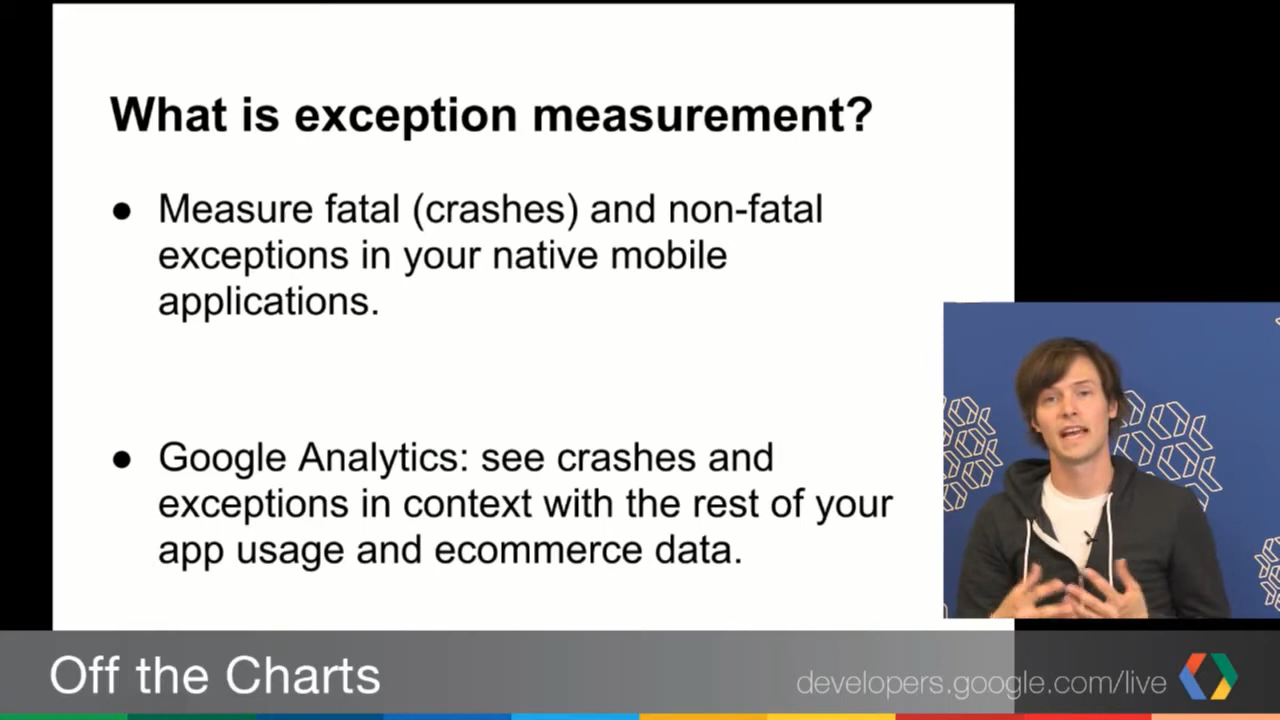 What is exception measurement?
● Measure fatal (crashes) and non-fatal
exceptions in your native mobile
applications.
● Google Analytics: see crashes and
exceptions in context with the rest of your
app usage and ecommerce data.
Off the Charts
developers.google.com/live